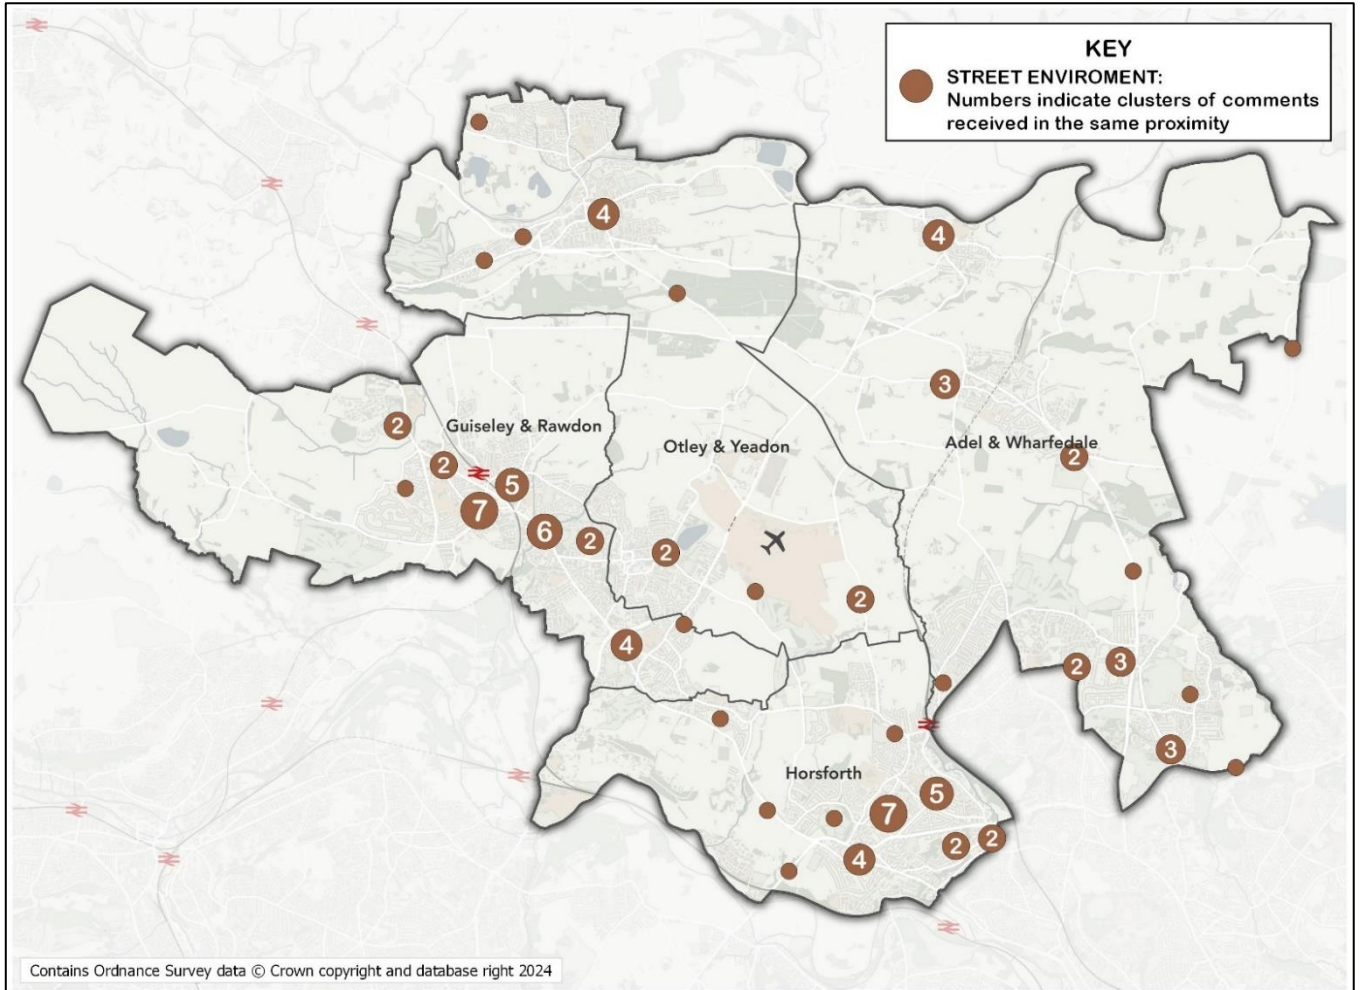 KEY
STREET ENVIROMENT:
Numbers indicate clusters of comments
received in the same proximity
4
4
3
2
Guiseley & Rawdon
Otley & Yeadon
Adel & Wharfedale
2
2
5
7
6
2
2
2
4
2
3
3
Horsforth
5
7
4
2
2
Contains Ordnance Survey data © Crown copyright and database right 2024